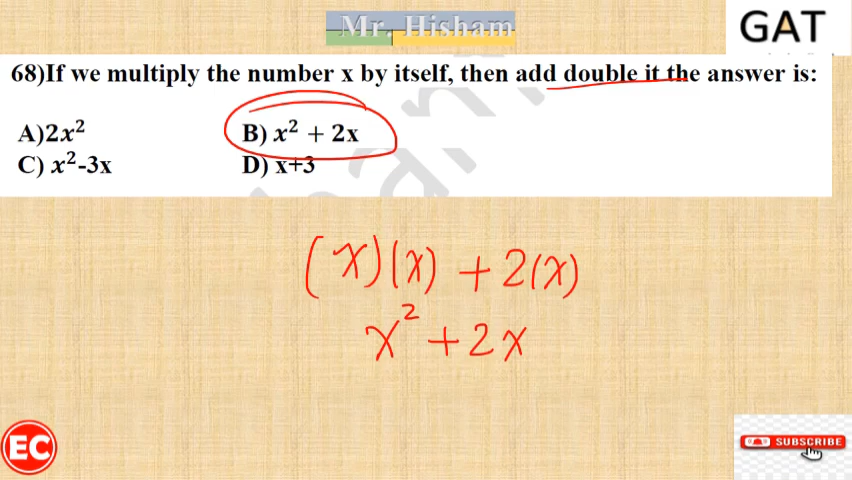 Mr. Hisham
GAT
68)If we multiply the number x by itself, then add double it the answer is:
A)2x²
B) x² + 2x
C) x²-3x
D) x+3
(x)(x) + 2(x)
x² + 2x
EC
SUBSCRIBE